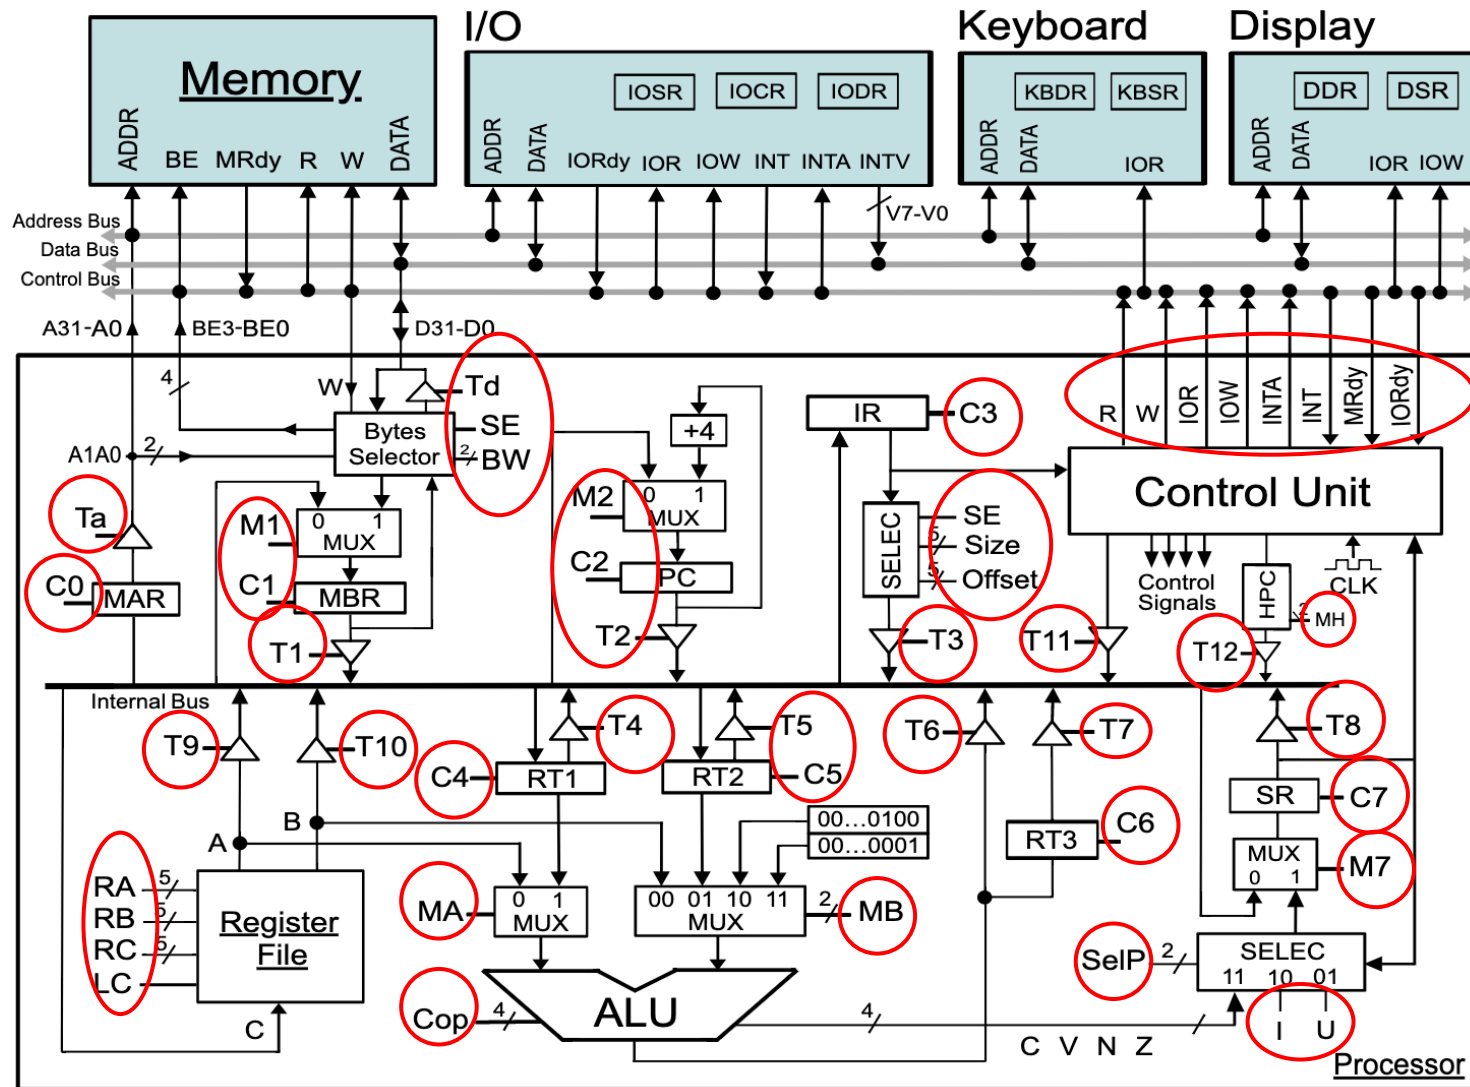 I/O Keyboard Display
Memory
IOSR IOCR IODR
KBDR KBSR
DDR DSR
ADDR BE MRdy R W DATA
ADDR DATA IORdy IOR IOW INT INTA INTV
ADDR DATA IOR
ADDR DATA IOR IOW
V7-V0
Address Bus
Data Bus
Control Bus
A31-A0 BE3-BE0 D31-D0
4 W Td
Bytes Selector
SE
2 BW
A1A0 2
+4
IR C3
R W IOR IOW INTA INT MRdy IORdy
Control Unit
Ta
M1 0 1 MUX
M2 0 1 MUX
SELEC
SE
5 Size
5 Offset
C0 MAR
C1 MBR
C2 PC
Control Signals
HPC
CLK
2 MH
T1 T2 T3 T11 T12
Internal Bus
T9 T10 T4 T5 T6 T7 T8
C4 RT1
RT2 C5
SR C7
00...0100
00...0001
RT3 C6
A B
MUX 0 1 M7
RA 5
RB 5
RC 5
LC
Register File
C
MA 0 1 MUX
00 01 10 11 MUX 2 MB
SelP 2
SELEC
11 10 01
I U
Cop 4
ALU
4
C V N Z
Processor